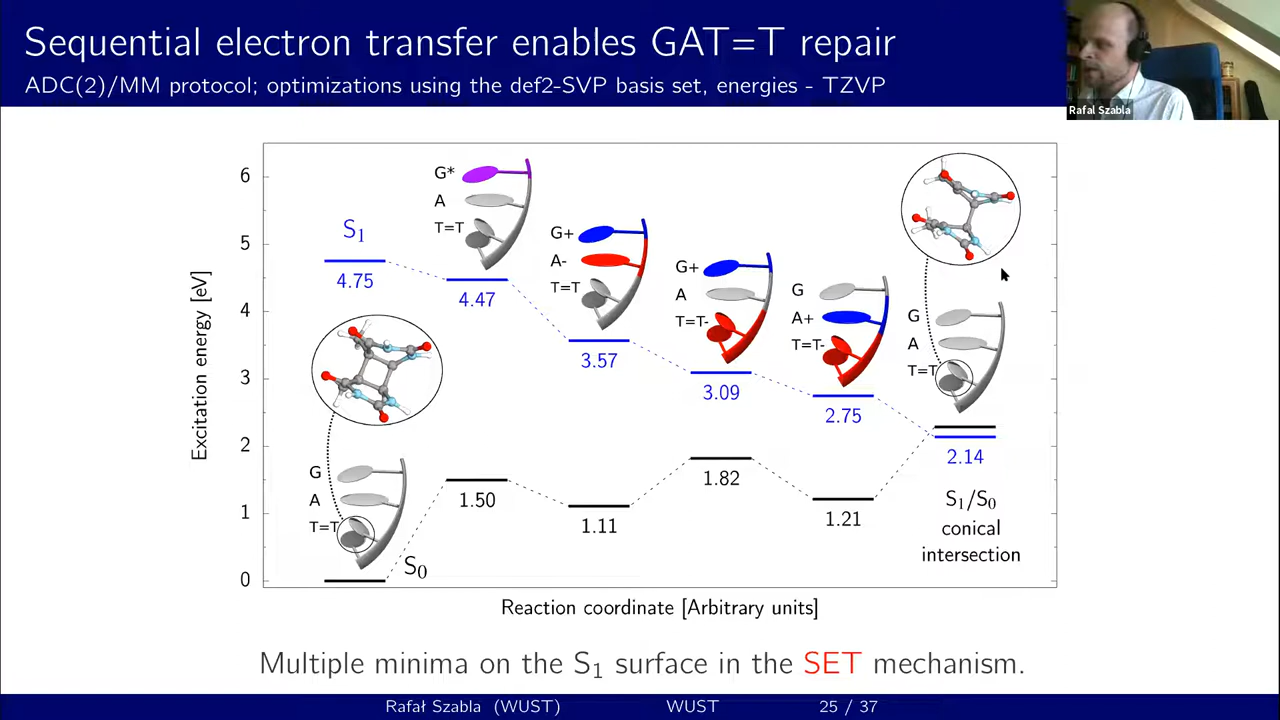 Sequential electron transfer enables GAT=T repair
ADC(2)/MM protocol; optimizations using the def2-SVP basis set, energies - TZVP
Rafal Szabla
Excitation energy [eV]
6
5
4
3
2
1
0
S₁
4.75
G*
A
T=T
4.47
G+
A-
T=T
3.57
G+
A
T=T-
3.09
G
A+
T=T-
2.75
G
A
T=T
2.14
S₁/S₀
conical
intersection
G
A
T=T
S₀
1.50
1.11
1.82
1.21
Reaction coordinate [Arbitrary units]
Multiple minima on the S₁ surface in the SET mechanism.
Rafał Szabla (WUST) WUST 25 / 37